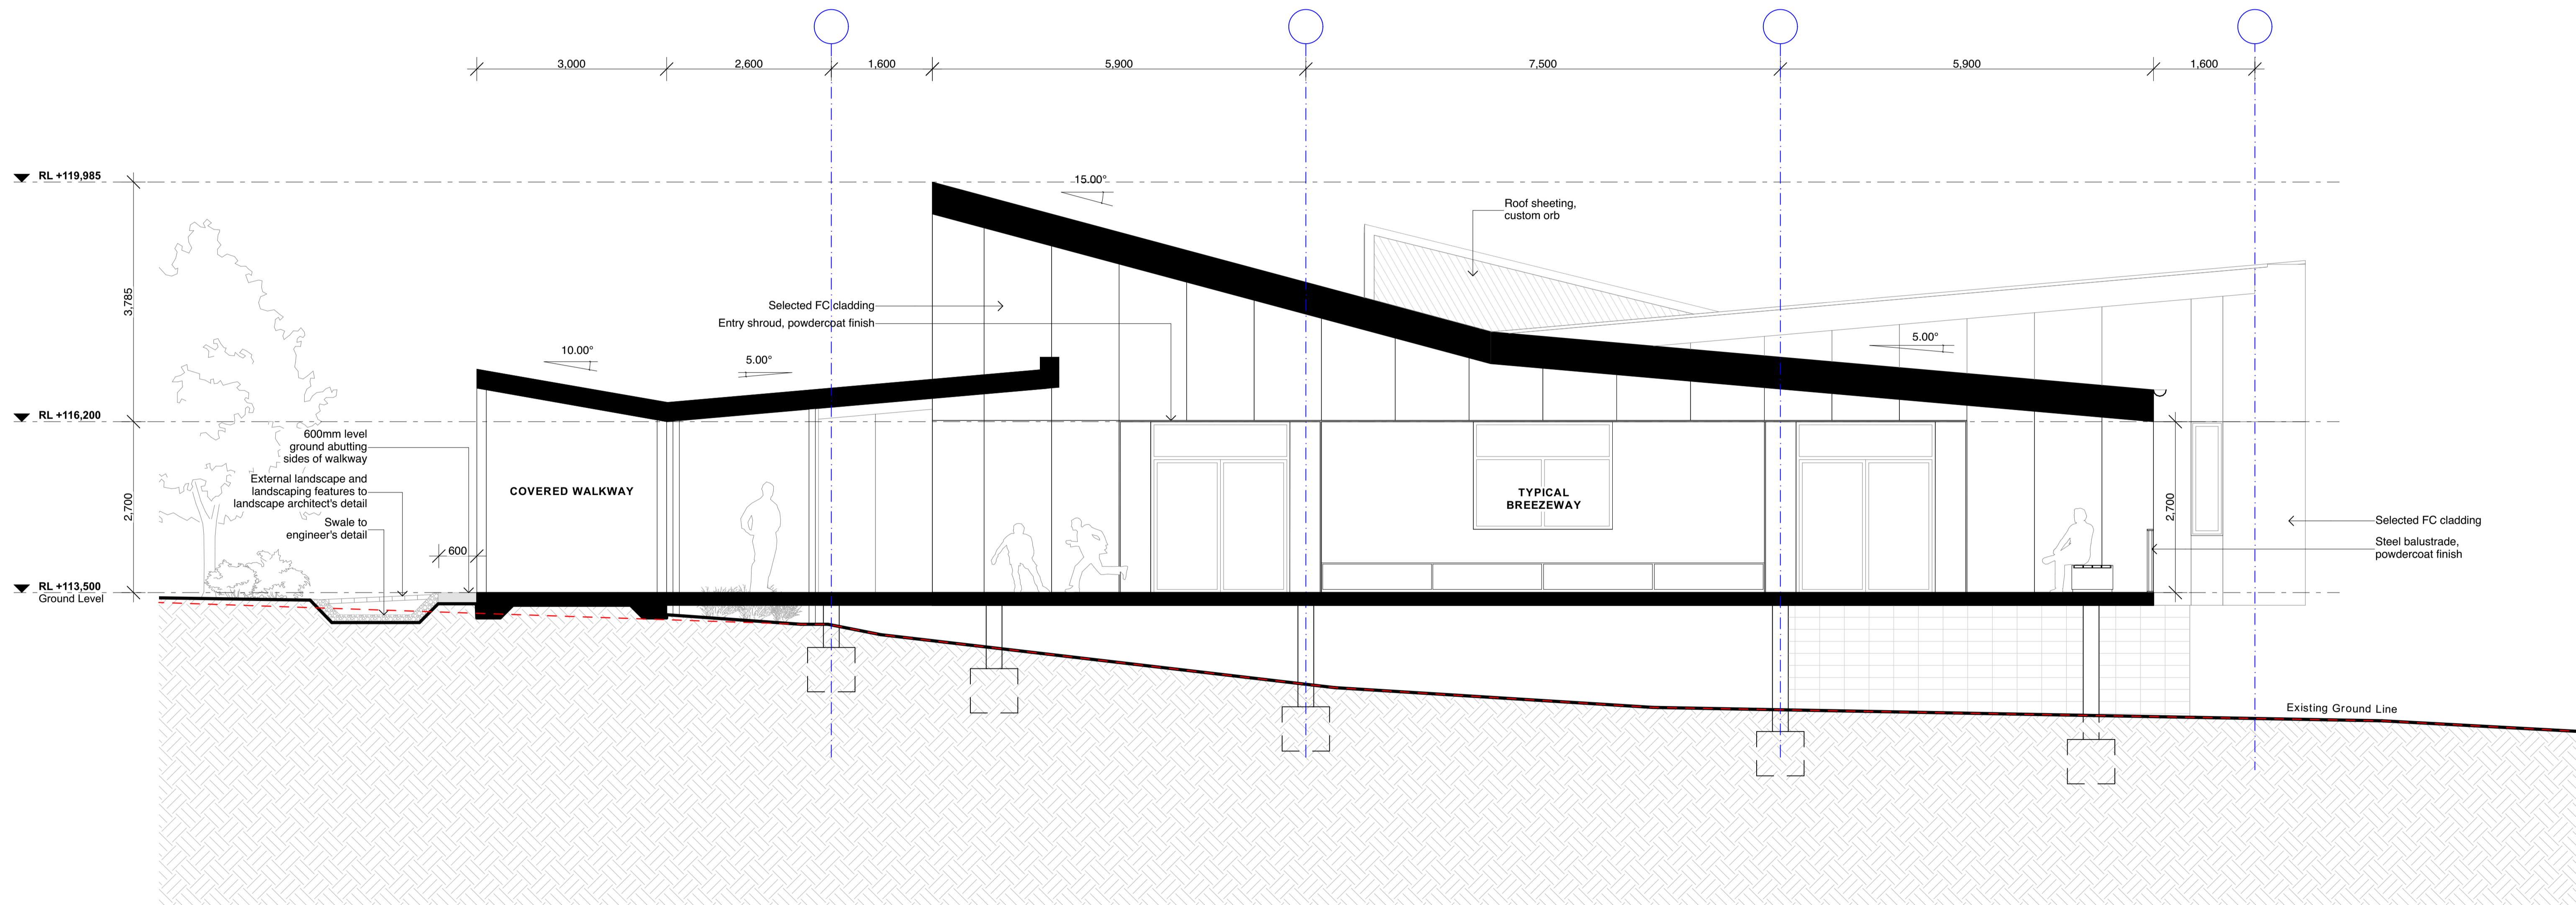 3,000
2,600
1,600
5,900
7,500
5,900
1,600
RL +119,985
15.00°
Roof sheeting,
custom orb
3,785
Selected FC cladding
Entry shroud, powdercoat finish
10.00°
5.00°
5.00°
RL +116,200
600mm level
ground abutting
sides of walkway
External landscape and
landscaping features to
landscape architect's detail
Swale to
engineer's detail
2,700
600
COVERED WALKWAY
TYPICAL
BREEZEWAY
2,700
Selected FC cladding
Steel balustrade,
powdercoat finish
RL +113,500
Ground Level
Existing Ground Line